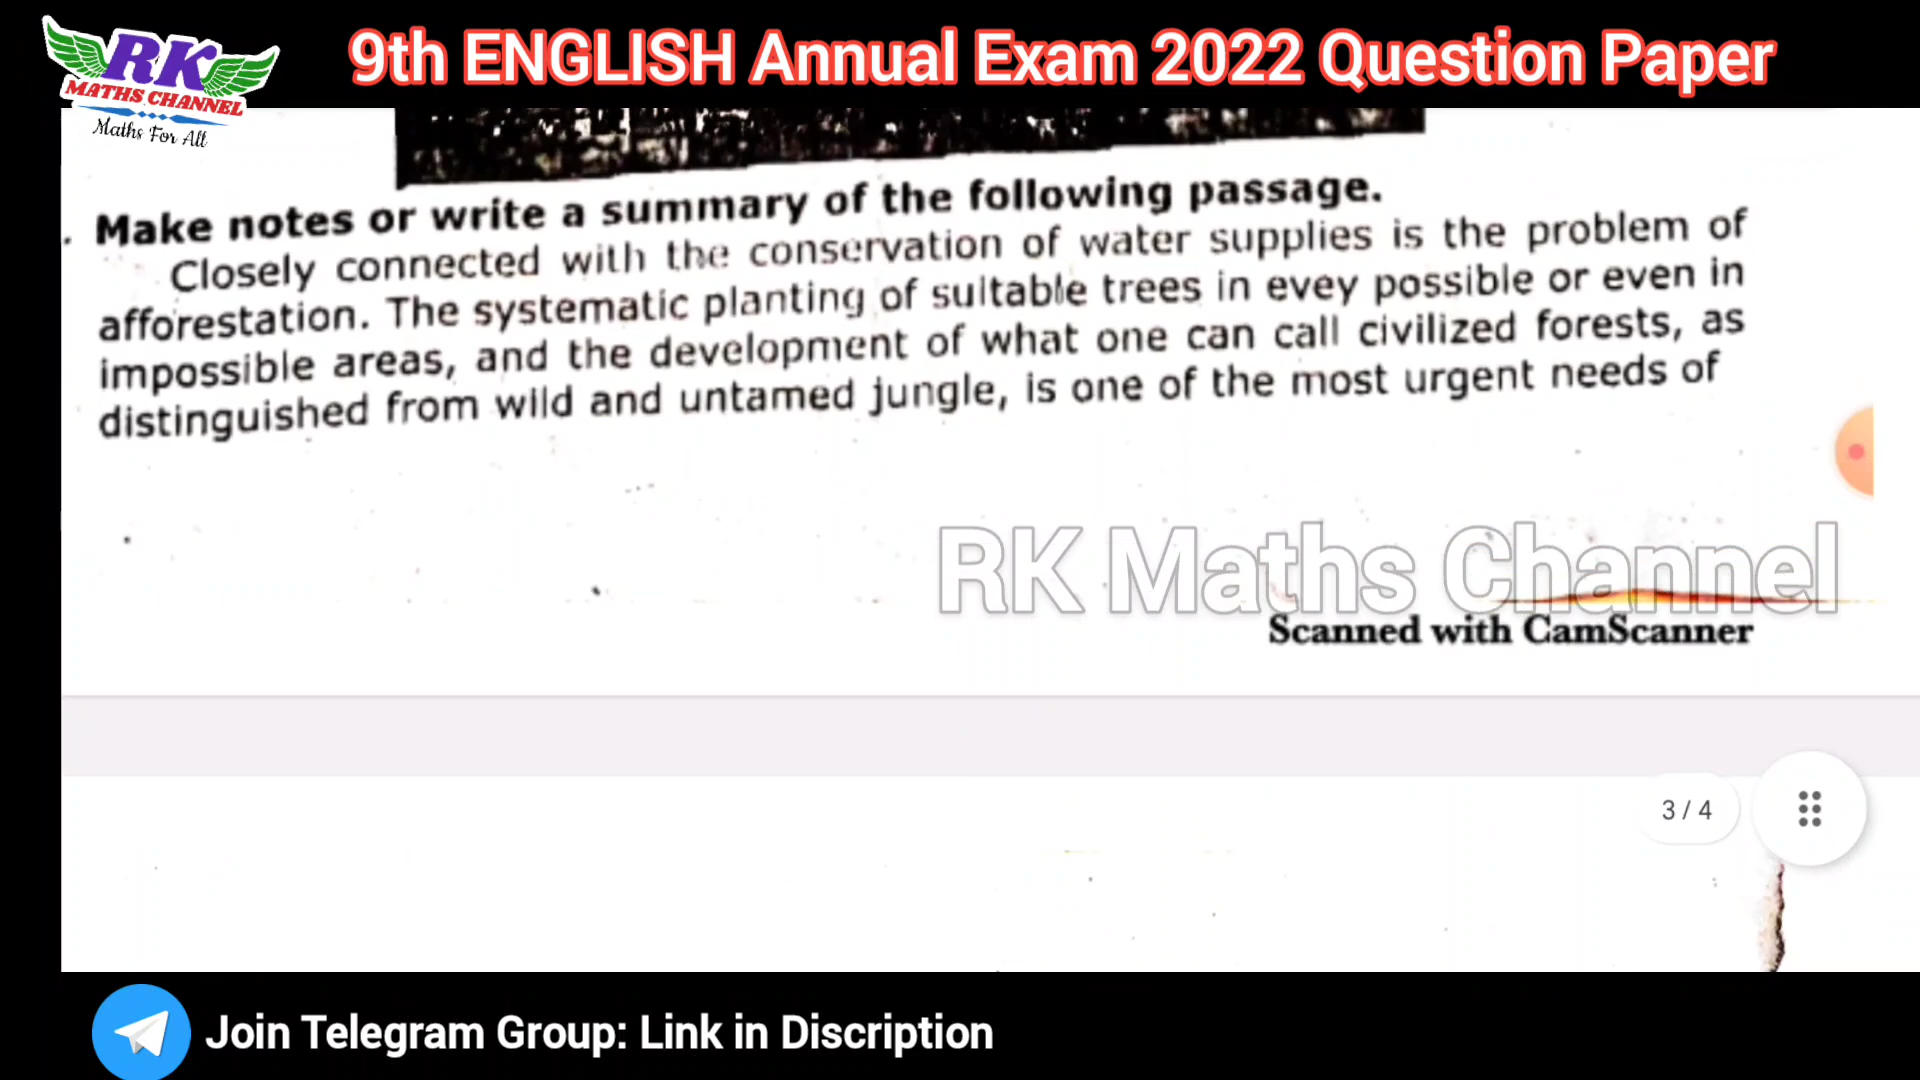 RK
MATHS CHANNEL
Maths For All
9th ENGLISH Annual Exam 2022 Question Paper
. Make notes or write a summary of the following passage.
Closely connected with the conservation of water supplies is the problem of
afforestation. The systematic planting of suitable trees in evey possible or even in
impossible areas, and the development of what one can call civilized forests, as
distinguished from wild and untamed jungle, is one of the most urgent needs of
RK Maths Channel
Scanned with CamScanner
3 / 4
Join Telegram Group: Link in Discription